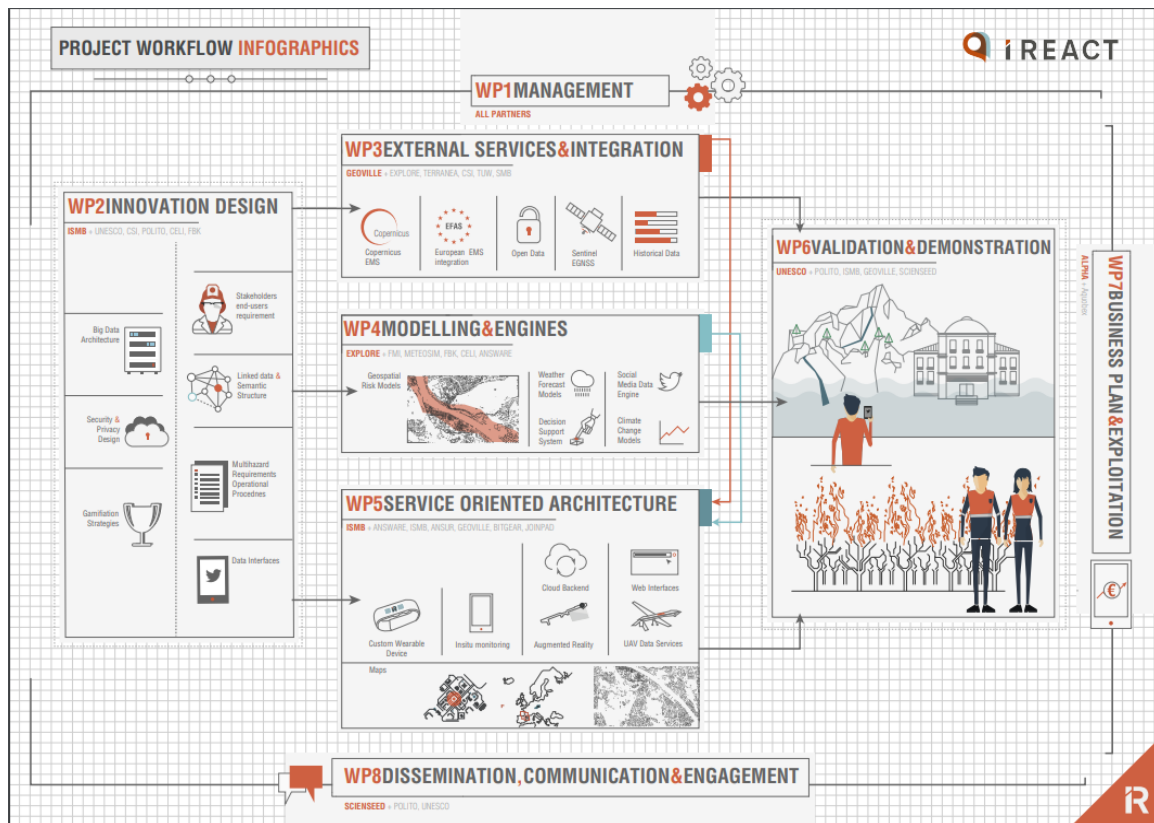 PROJECT WORKFLOW INFOGRAPHICS
iREACT
WP1MANAGEMENT
ALL PARTNERS
WP3EXTERNAL SERVICES&INTEGRATION
GEOVILLE + EXPLORE, TERRANEA, CSI, TUW, SMB
Copernicus
Copernicus
EMS
EFAS
European EMS
integration
Open Data
Sentinel
EGNSS
Historical Data
WP2INNOVATION DESIGN
ISMB + UNESCO, CSI, POLITO, CELI, FBK
Stakeholders
end-users
requirement
Big Data
Architecture
Linked data &
Semantic
Structure
Security &
Privacy
Design
Multihazard
Requirements
Operational
Procednes
Gamifiation
Strategies
Data Interfaces
WP4MODELLING&ENGINES
EXPLORE + FMI, METEOSIM, FBK, CELI, ANSWARE
Geospatial
Risk Models
Weather
Forecast
Models
Social
Media Data
Engine
Decision
Support
System
Climate
Change
Models
WP5SERVICE ORIENTED ARCHITECTURE
ISMB + ANSWARE, ISMB, ANSUR, GEOVILLE, BITGEAR, JOINPAD
Cloud Backend
Web Interfaces
Custom Wearable
Device
Insitu monitoring
Augmented Reality
UAV Data Services
Maps
WP6VALIDATION&DEMONSTRATION
UNESCO + POLITO, ISMB, GEOVILLE, SCIENSEED
WP7BUSINESS PLAN&EXPLOITATION
ALPHA + Aquobex
€
WP8DISSEMINATION,COMMUNICATION&ENGAGEMENT
SCIENSEED + POLITO, UNESCO
iR